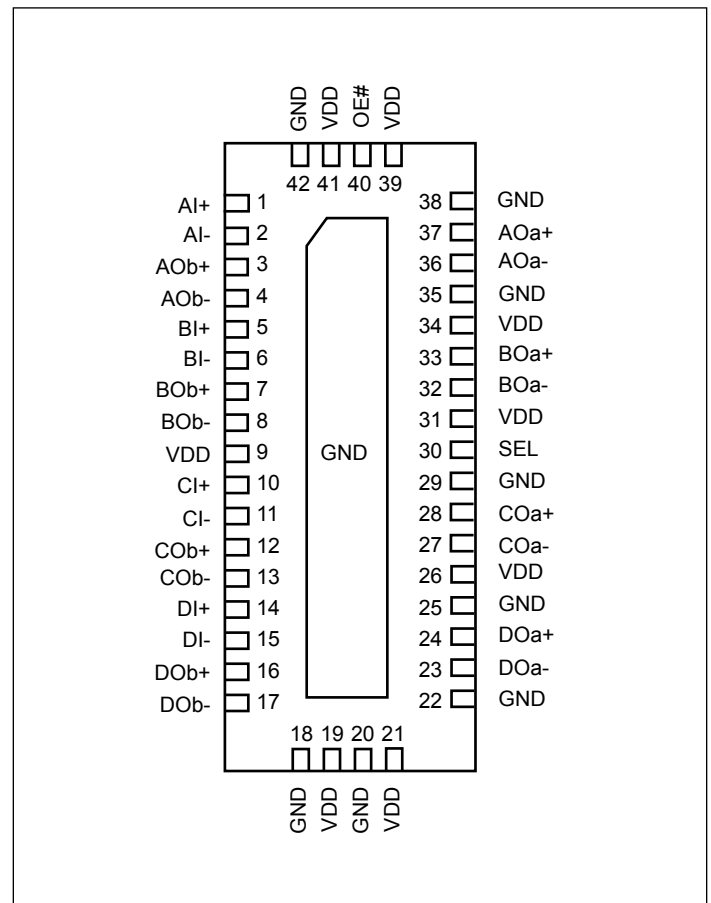 GND VDD OE# VDD
42 41 40 39
AI+ 1
AI- 2
AOb+ 3
AOb- 4
BI+ 5
BI- 6
BOb+ 7
BOb- 8
VDD 9
CI+ 10
CI- 11
COb+ 12
COb- 13
DI+ 14
DI- 15
DOb+ 16
DOb- 17
GND
38 GND
37 AOa+
36 AOa-
35 GND
34 VDD
33 BOa+
32 BOa-
31 VDD
30 SEL
29 GND
28 COa+
27 COa-
26 VDD
25 GND
24 DOa+
23 DOa-
22 GND
18 19 20 21
GND VDD GND VDD